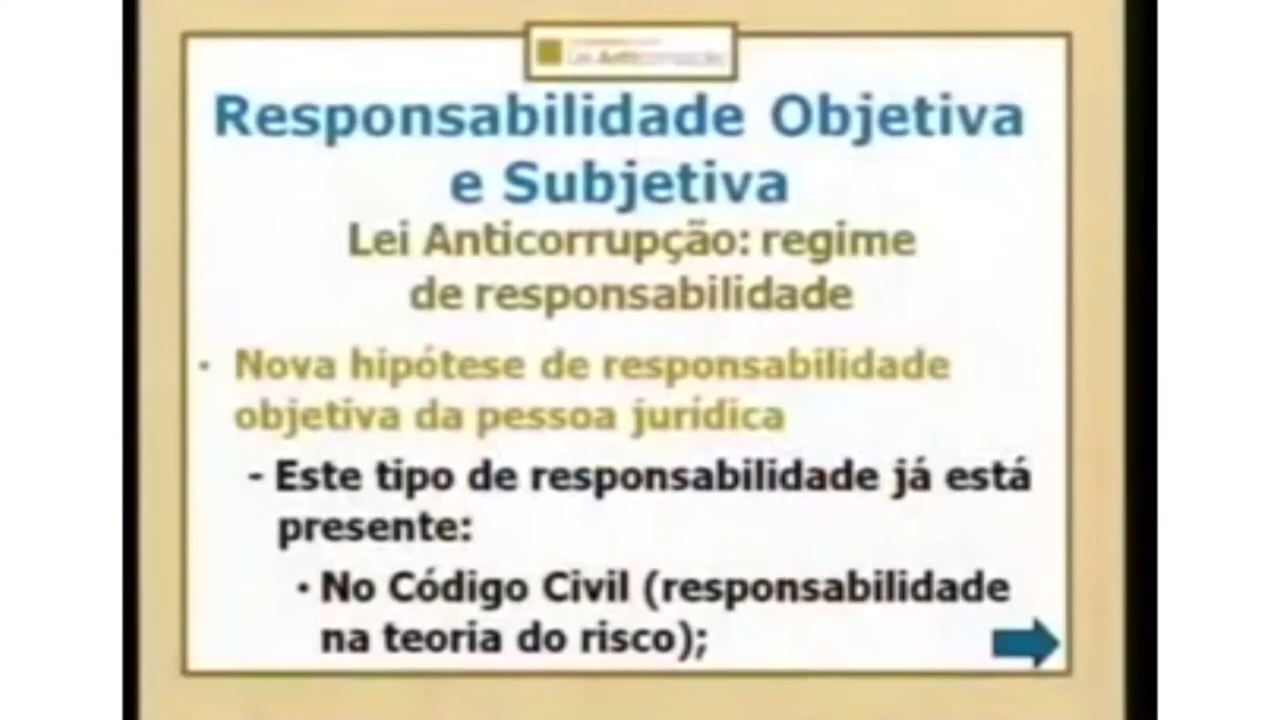 Responsabilidade Objetiva
e Subjetiva
Lei Anticorrupção: regime
de responsabilidade
• Nova hipótese de responsabilidade
objetiva da pessoa jurídica
- Este tipo de responsabilidade já está
presente:
• No Código Civil (responsabilidade
na teoria do risco);